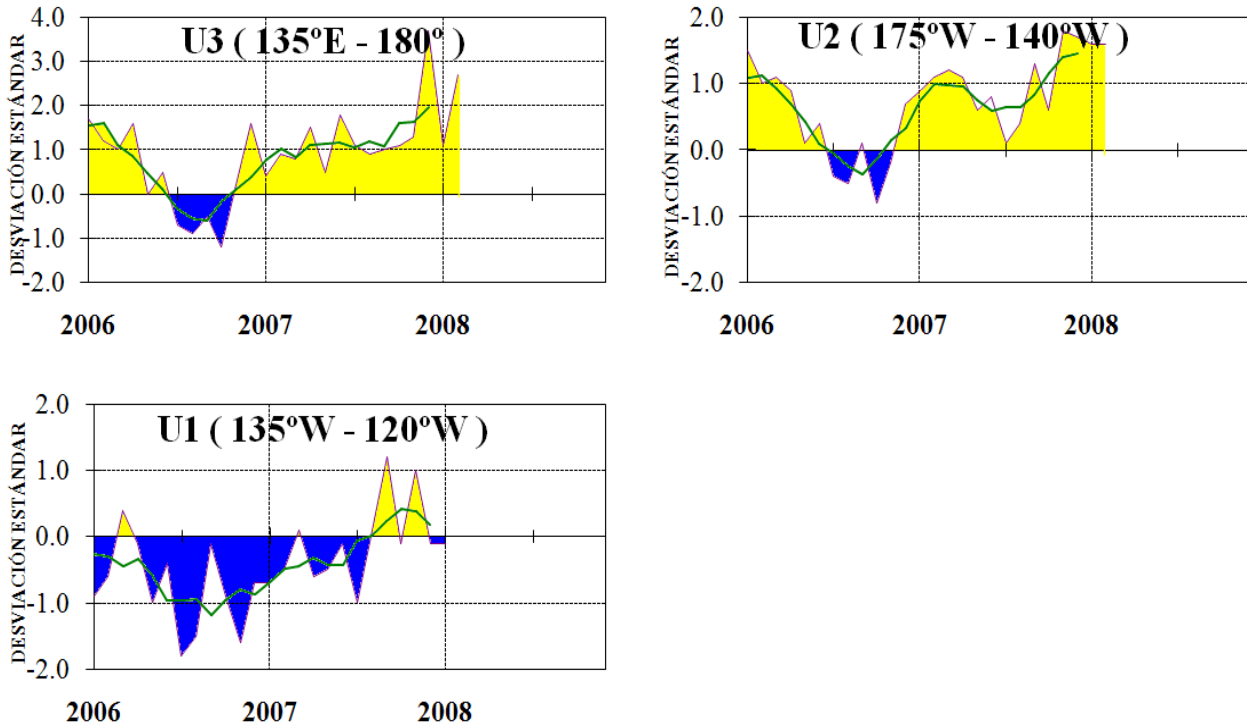 U3 ( 135ºE - 180º )
DESVIACIÓN ESTÁNDAR
4.0
3.0
2.0
1.0
0.0
-1.0
-2.0
2006 2007 2008
U2 ( 175ºW - 140ºW )
DESVIACIÓN ESTÁNDAR
2.0
1.0
0.0
-1.0
-2.0
2006 2007 2008
U1 ( 135ºW - 120ºW )
DESVIACIÓN ESTÁNDAR
2.0
1.0
0.0
-1.0
-2.0
2006 2007 2008